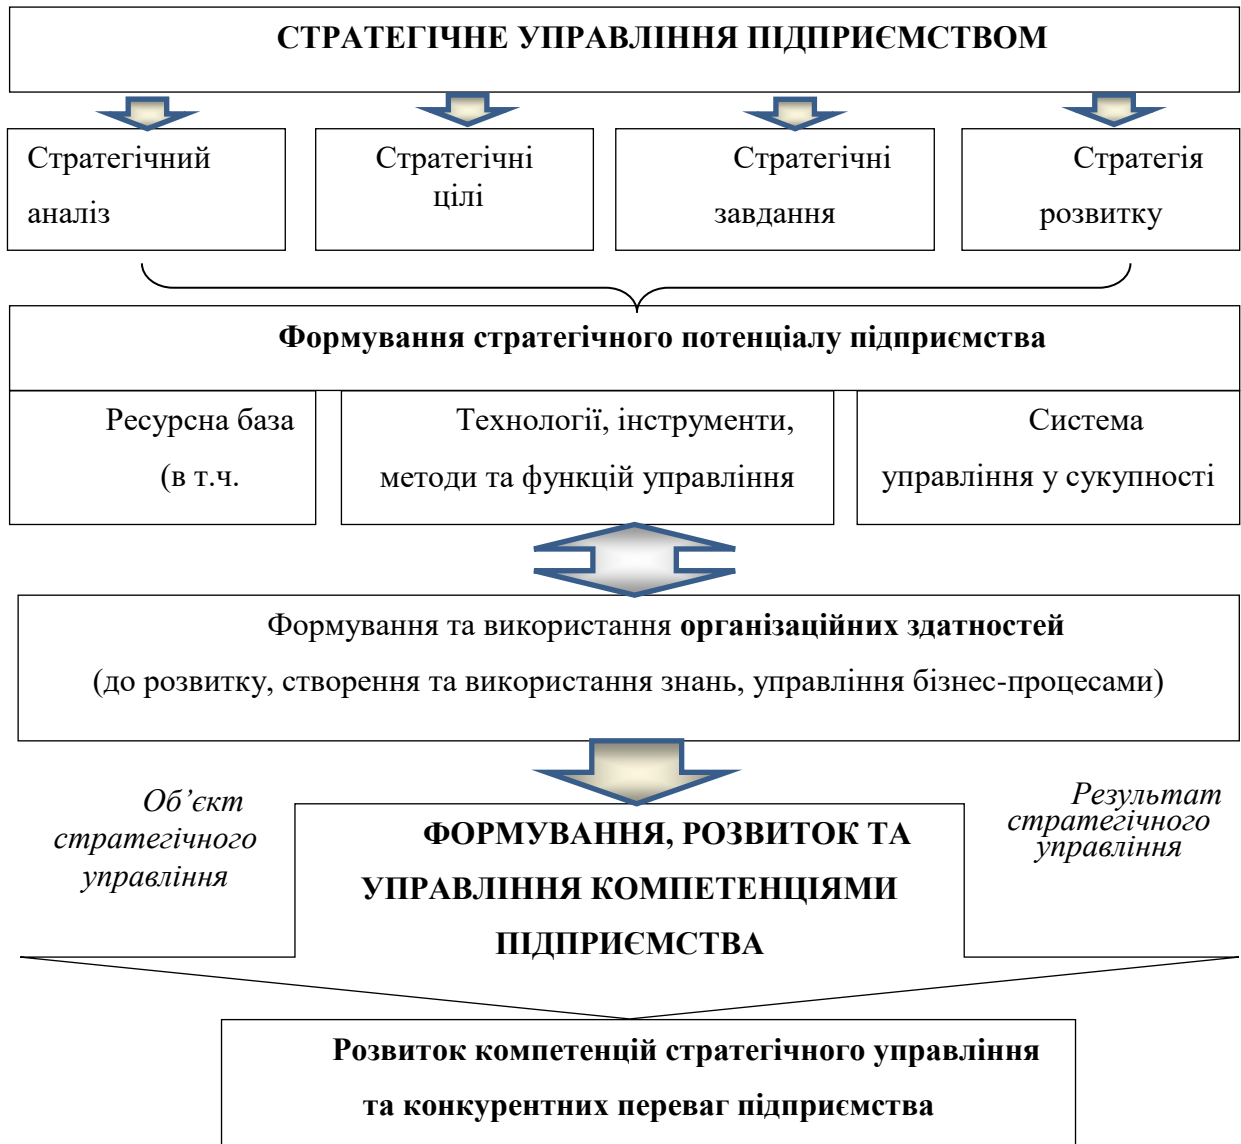 СТРАТЕГІЧНЕ УПРАВЛІННЯ ПІДПРИЄМСТВОМ
Стратегічний
аналіз
Стратегічні
цілі
Стратегічні
завдання
Стратегія
розвитку
Формування стратегічного потенціалу підприємства
Ресурсна база
(в т.ч.
Технології, інструменти,
методи та функцій управління
Система
управління у сукупності
Формування та використання організаційних здатностей
(до розвитку, створення та використання знань, управління бізнес-процесами)
Об’єкт
стратегічного
управління
ФОРМУВАННЯ, РОЗВИТОК ТА
УПРАВЛІННЯ КОМПЕТЕНЦІЯМИ
ПІДПРИЄМСТВА
Результат
стратегічного
управління
Розвиток компетенцій стратегічного управління
та конкурентних переваг підприємства